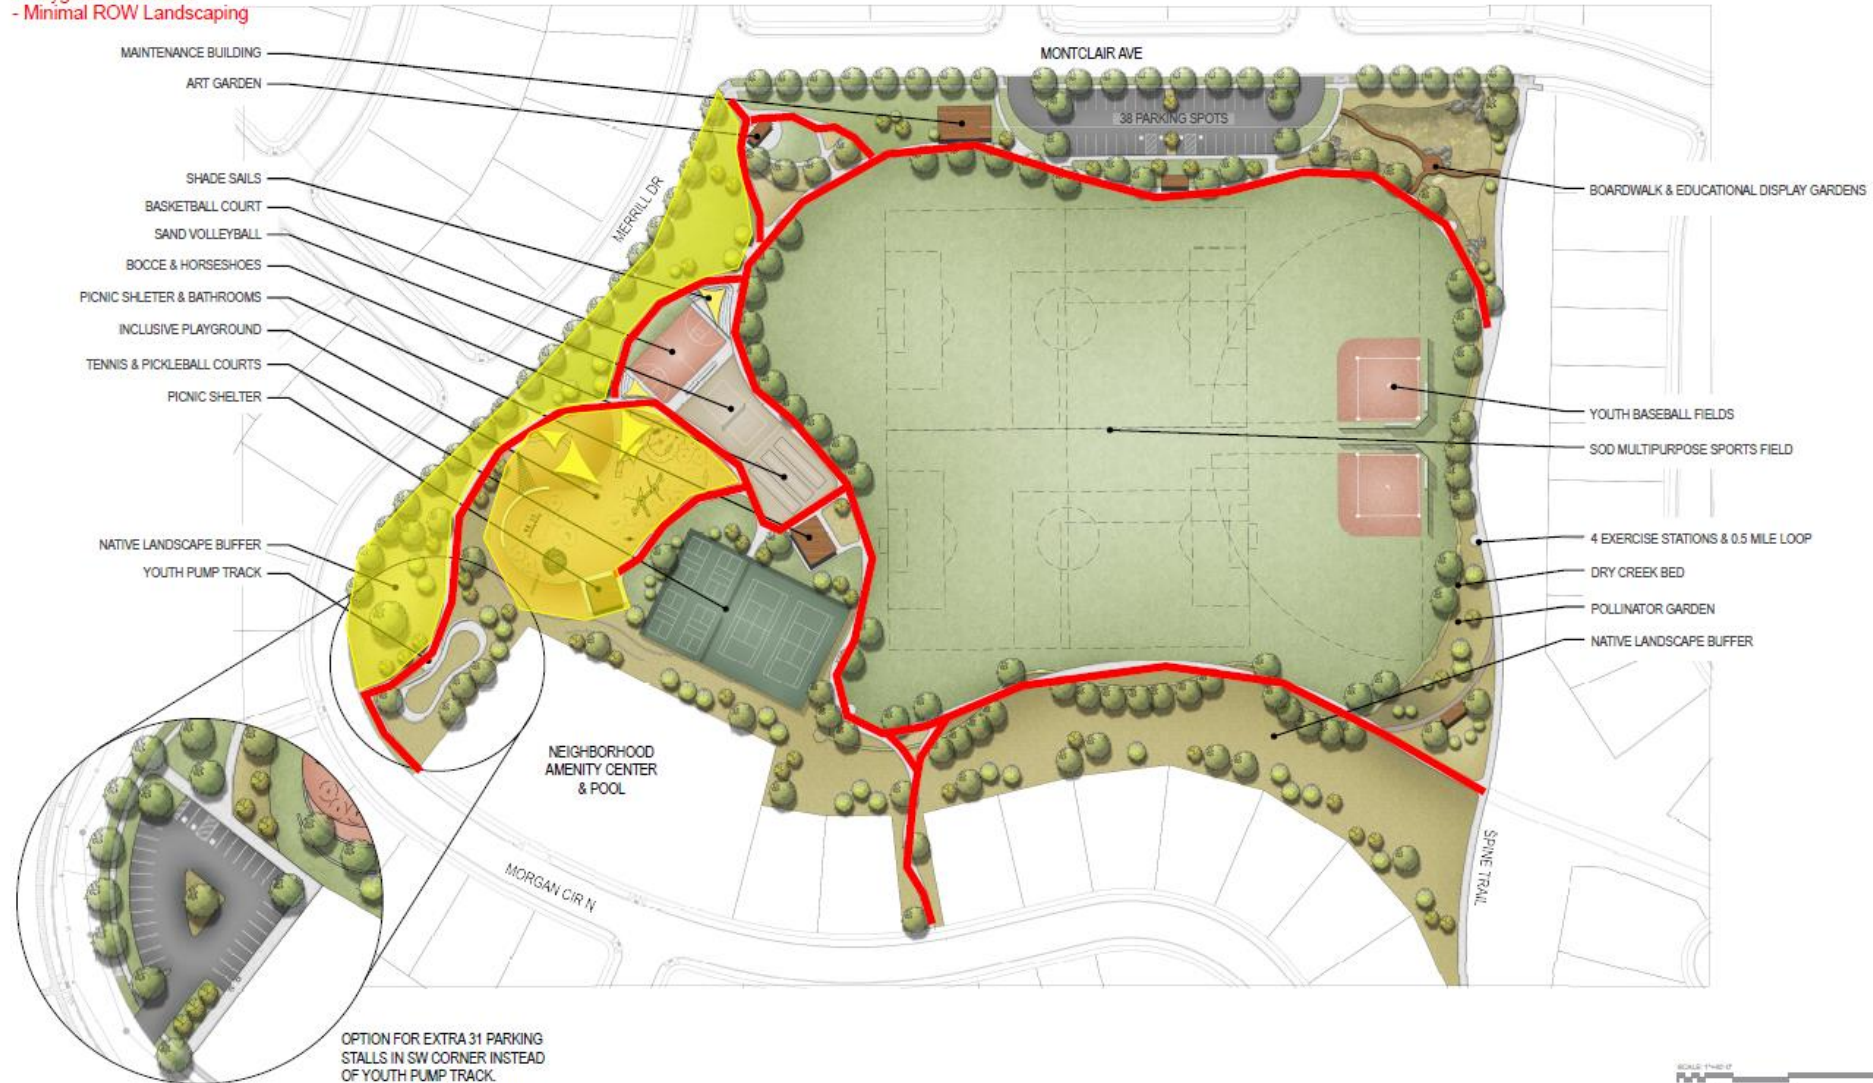 - Minimal ROW Landscaping
MAINTENANCE BUILDING
ART GARDEN
SHADE SAILS
BASKETBALL COURT
SAND VOLLEYBALL
BOCCE & HORSESHOES
PICNIC SHLETER & BATHROOMS
INCLUSIVE PLAYGROUND
TENNIS & PICKLEBALL COURTS
PICNIC SHELTER
NATIVE LANDSCAPE BUFFER
YOUTH PUMP TRACK
MONTCLAIR AVE
38 PARKING SPOTS
MERRILL DR
BOARDWALK & EDUCATIONAL DISPLAY GARDENS
YOUTH BASEBALL FIELDS
SOD MULTIPURPOSE SPORTS FIELD
4 EXERCISE STATIONS & 0.5 MILE LOOP
DRY CREEK BED
POLLINATOR GARDEN
NATIVE LANDSCAPE BUFFER
NEIGHBORHOOD
AMENITY CENTER
& POOL
MORGAN CIR N
SPINE TRAIL
OPTION FOR EXTRA 31 PARKING
STALLS IN SW CORNER INSTEAD
OF YOUTH PUMP TRACK.